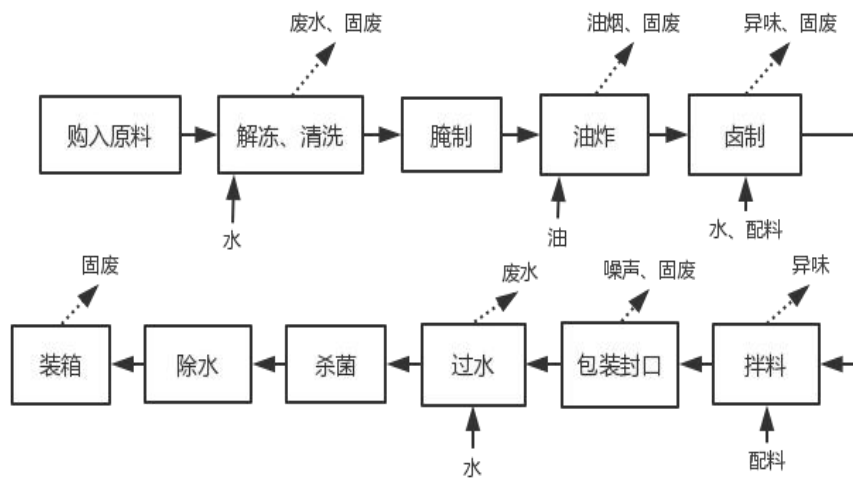 废水、固废
油烟、固废
异味、固废
购入原料
解冻、清洗
腌制
油炸
卤制
水
油
水、配料
固废
废水
噪声、固废
异味
装箱
除水
杀菌
过水
包装封口
拌料
水
配料